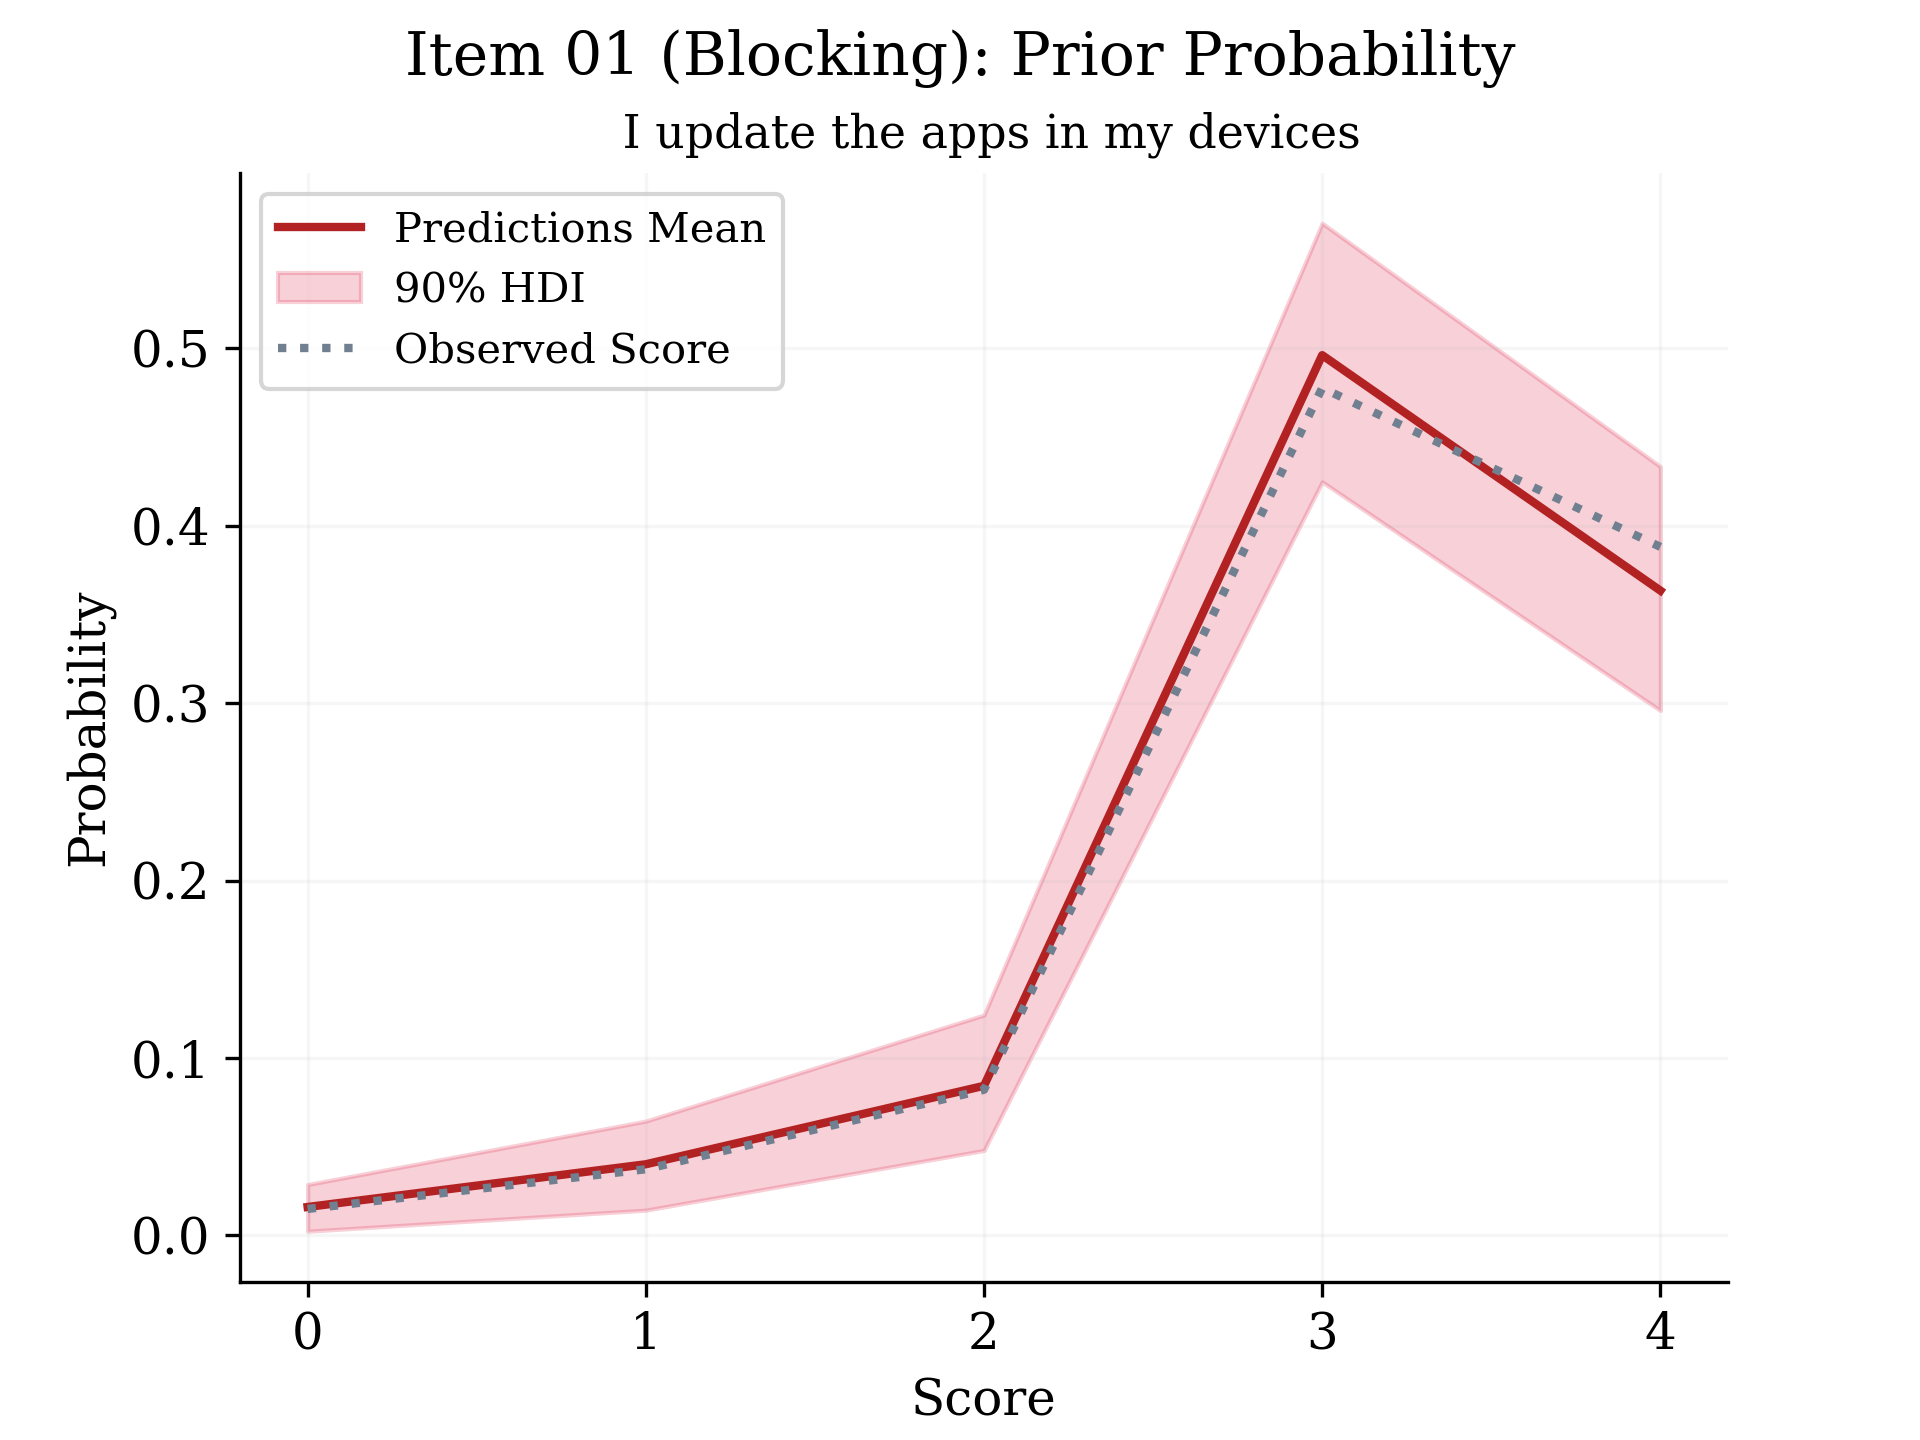 Item 01 (Blocking): Prior Probability
I update the apps in my devices
Predictions Mean
90% HDI
Observed Score
0.5
0.4
0.3
0.2
0.1
0.0
Probability
0 1 2 3 4
Score